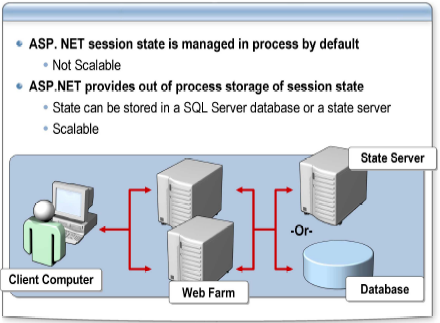 ASP. NET session state is managed in process by default
Not Scalable
ASP.NET provides out of process storage of session state
State can be stored in a SQL Server database or a state server
Scalable
State Server
-Or-
Client Computer
Web Farm
Database